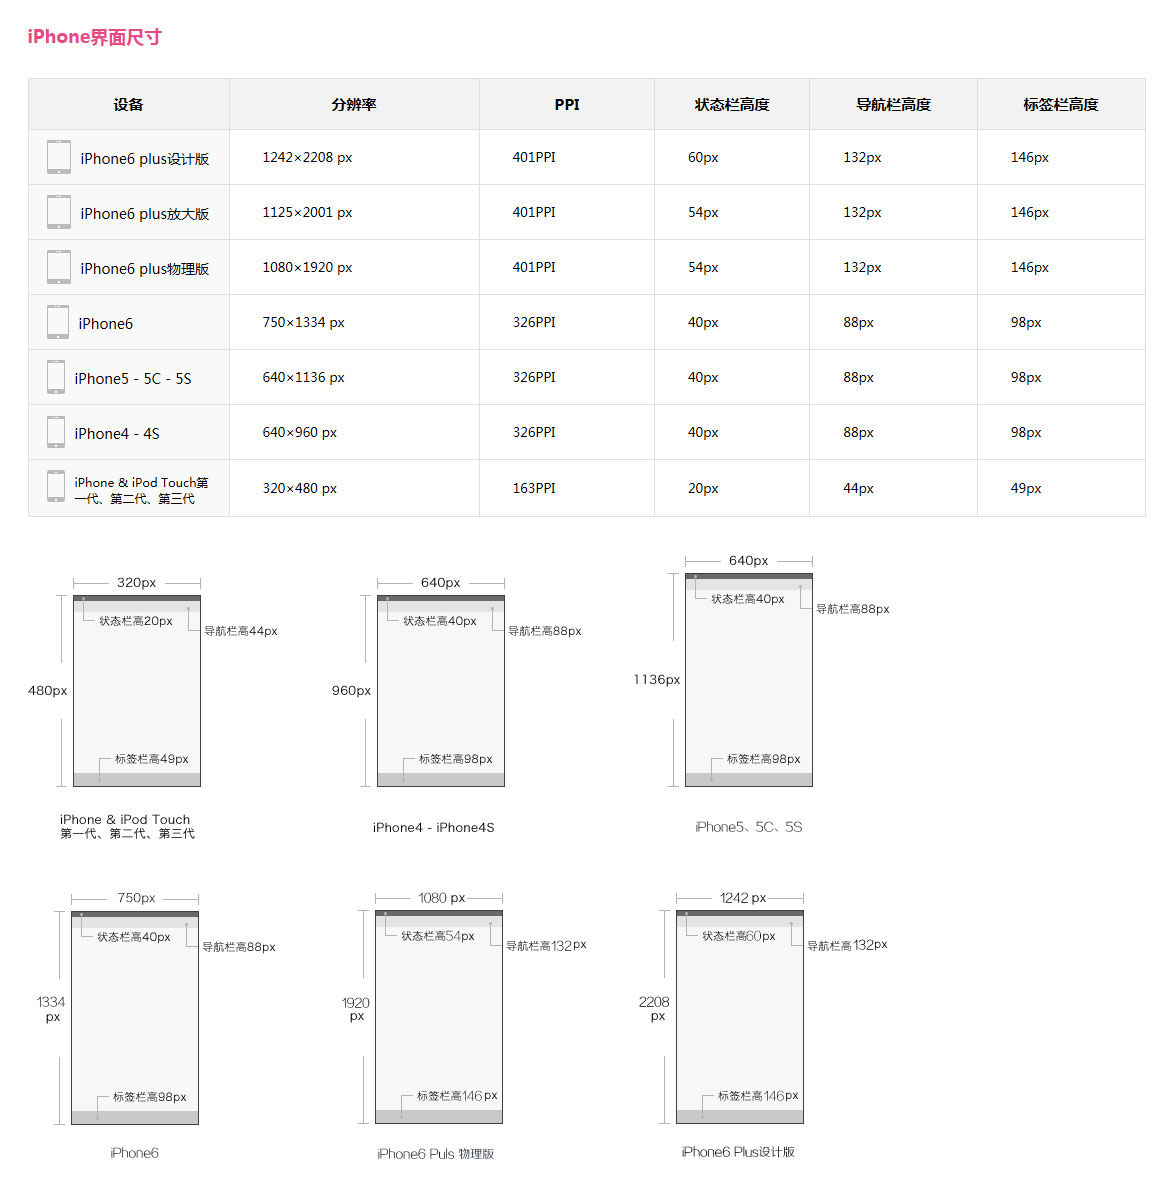 iPhone界面尺寸
设备 分辨率 PPI 状态栏高度 导航栏高度 标签栏高度
iPhone6 plus设计版 1242×2208 px 401PPI 60px 132px 146px
iPhone6 plus放大版 1125×2001 px 401PPI 54px 132px 146px
iPhone6 plus物理版 1080×1920 px 401PPI 54px 132px 146px
iPhone6 750×1334 px 326PPI 40px 88px 98px
iPhone5 - 5C - 5S 640×1136 px 326PPI 40px 88px 98px
iPhone4 - 4S 640×960 px 326PPI 40px 88px 98px
iPhone & iPod Touch第
一代、第二代、第三代 320×480 px 163PPI 20px 44px 49px
320px
状态栏高20px
导航栏高44px
480px
标签栏高49px
iPhone & iPod Touch
第一代、第二代、第三代
640px
状态栏高40px
导航栏高88px
960px
标签栏高98px
iPhone4 - iPhone4S
640px
状态栏高40px
导航栏高88px
1136px
标签栏高98px
iPhone5、5C、5S
750px
状态栏高40px
导航栏高88px
1334
px
标签栏高98px
iPhone6
1080 px
状态栏高54px
导航栏高132px
1920
px
标签栏高146px
iPhone6 Puls 物理版
1242 px
状态栏高60px
导航栏高132px
2208
px
标签栏高146px
iPhone6 Plus设计版